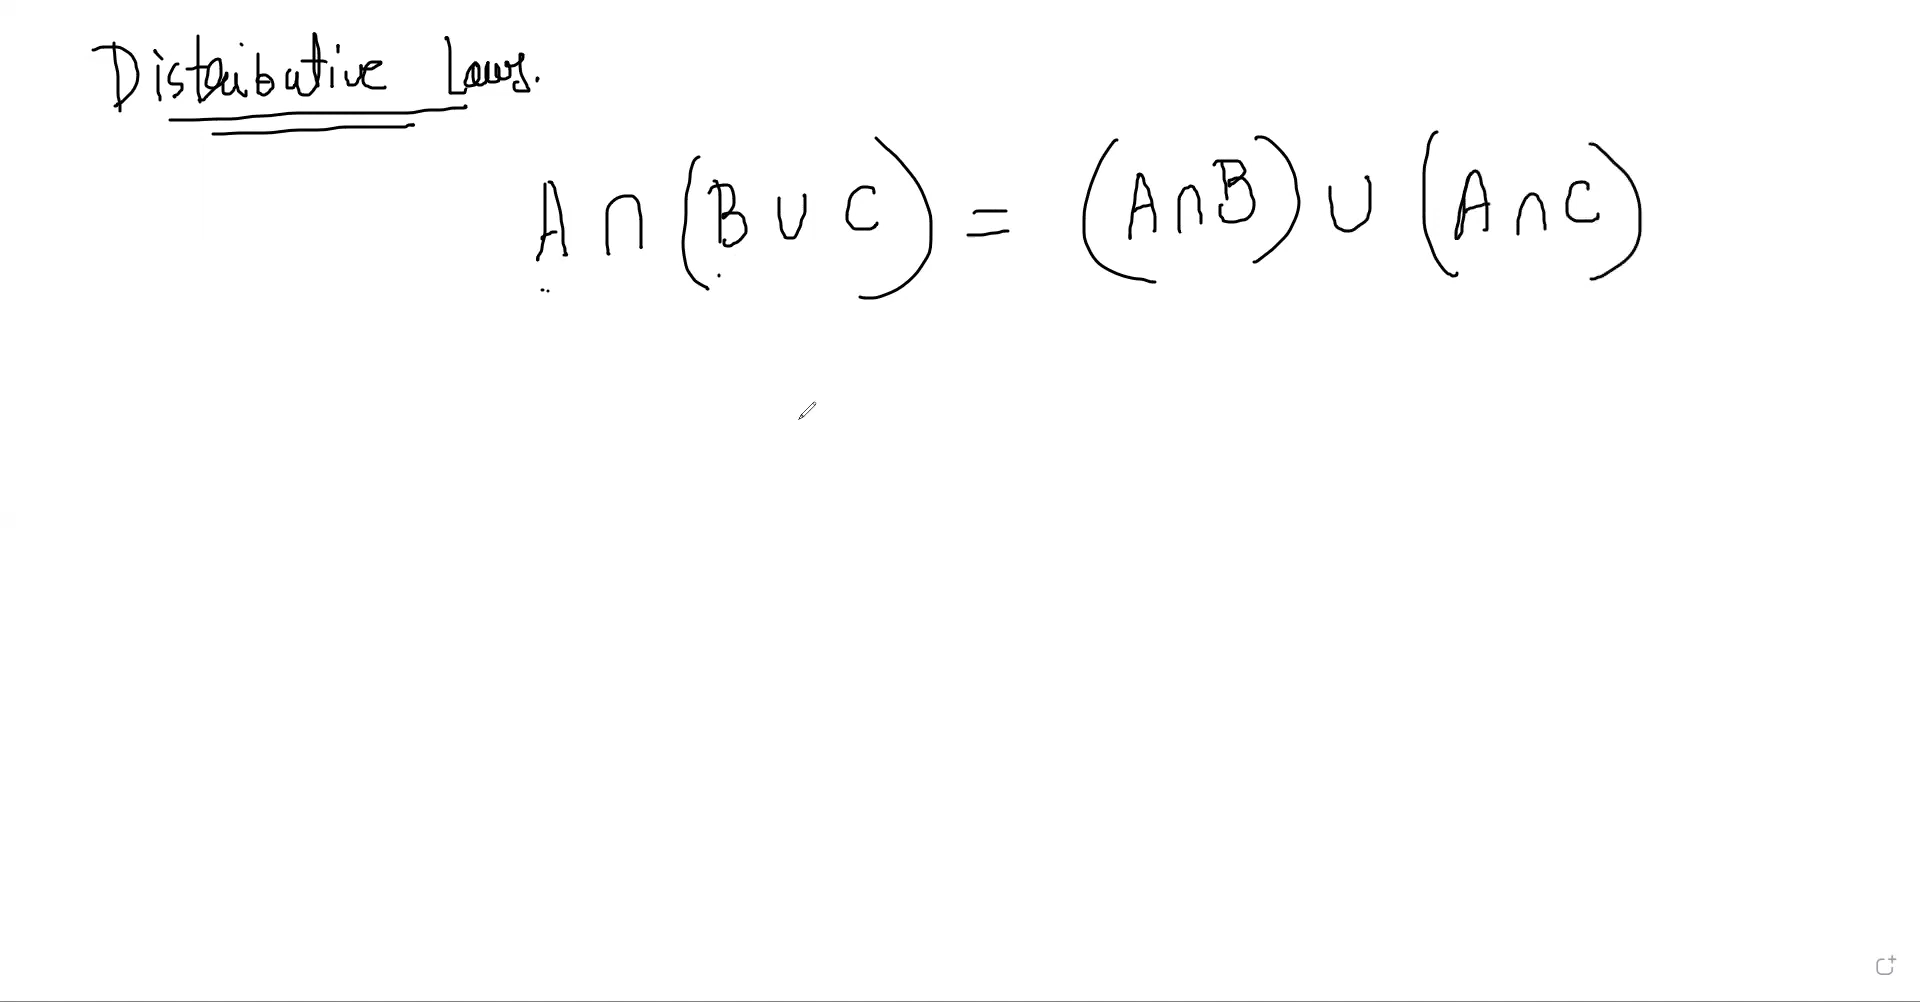 Distributive Laws.
A ∩ (B ∪ C) = (A ∩ B) ∪ (A ∩ C)